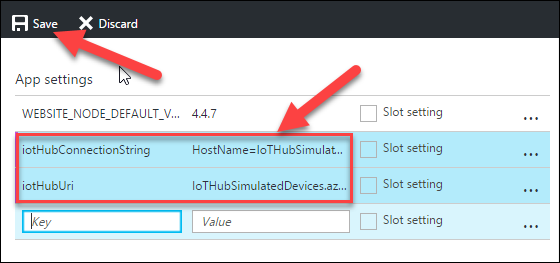 Save Discard
App settings
WEBSITE_NODE_DEFAULT_V... 4.4.7 Slot setting ...
iotHubConnectionString HostName=IoTHubSimulat... Slot setting ...
iotHubUri IoTHubSimulatedDevices.az... Slot setting ...
Key Value Slot setting ...